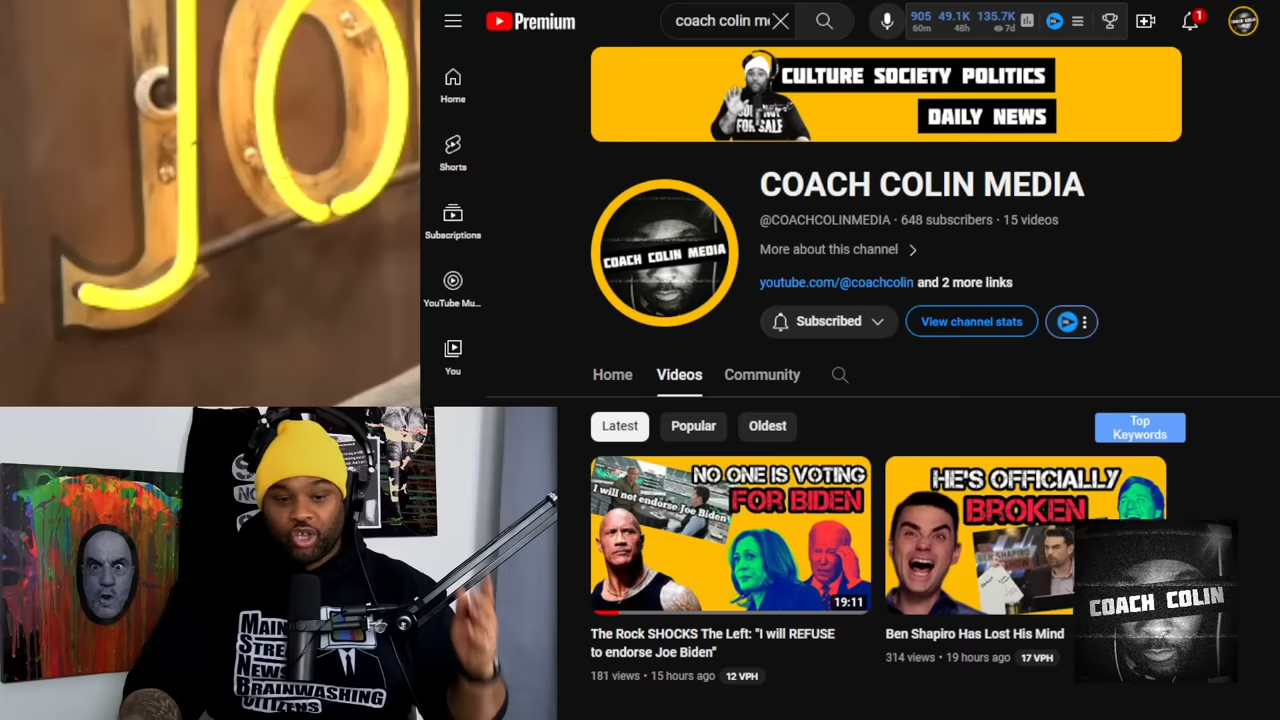 JO
Premium
coach colin me
905 49.1K 135.7K
60m 48h 7d
1
Home
Shorts
Subscriptions
YouTube Mu...
You
CULTURE SOCIETY POLITICS
DAILY NEWS
NOT
FOR SALE
COACH COLIN MEDIA
COACH COLIN MEDIA
@COACHCOLINMEDIA · 648 subscribers · 15 videos
More about this channel
youtube.com/@coachcolin and 2 more links
Subscribed
View channel stats
Home Videos Community
Latest Popular Oldest
Top
Keywords
NO ONE IS VOTING
FOR BIDEN
I will not endorse Joe Biden"
19:11
The Rock SHOCKS The Left: "I will REFUSE
to endorse Joe Biden"
181 views · 15 hours ago 12 VPH
HE'S OFFICIALLY
BROKEN
BEN SHAPIRO
Ben Shapiro Has Lost His Mind
314 views · 19 hours ago 17 VPH
COACH COLIN
MAIN
STRE
NEWS
BRAINWASHING
CITIZENS